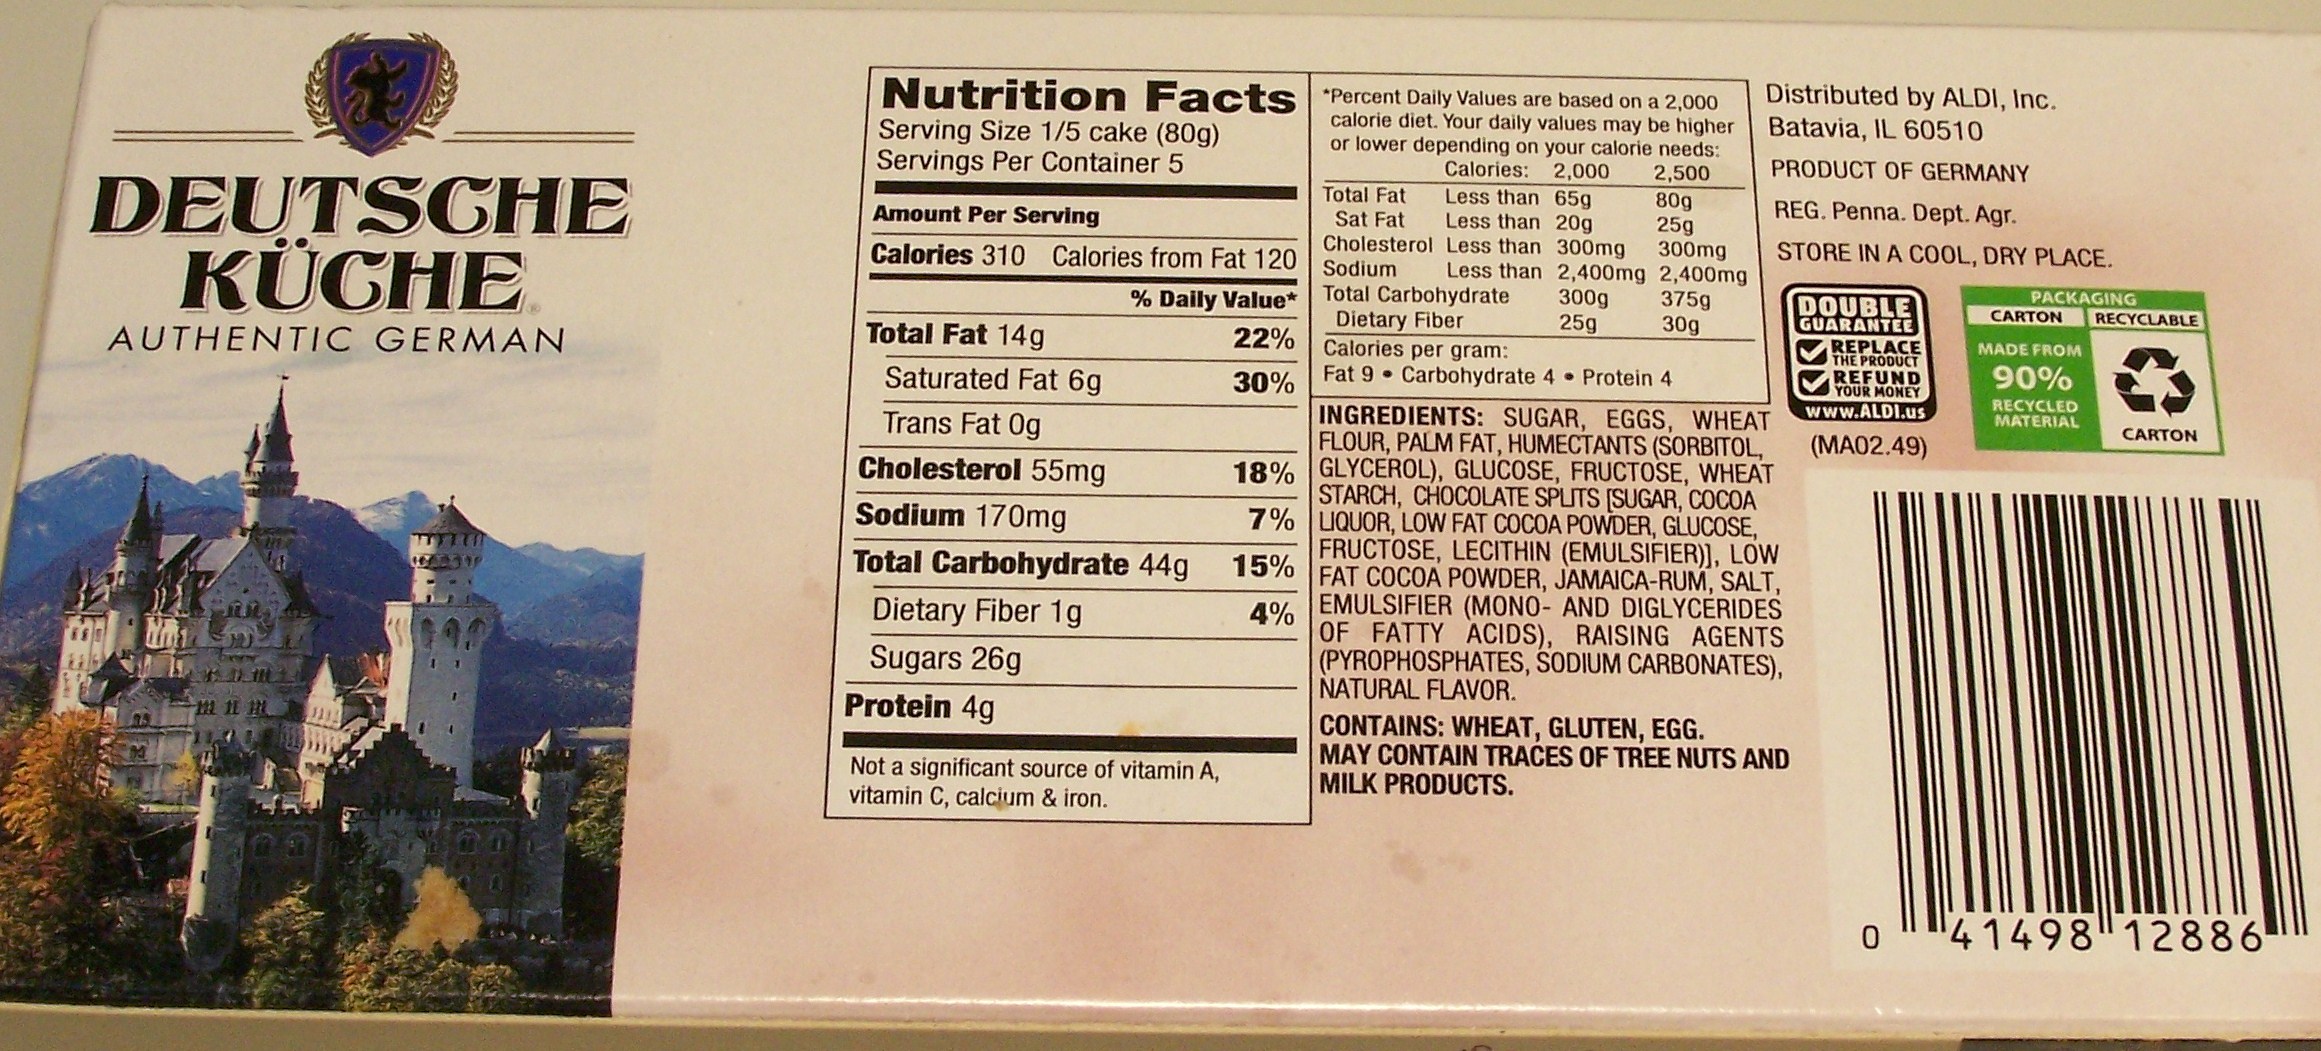 DEUTSCHE
KÜCHE®
AUTHENTIC GERMAN
Nutrition Facts
Serving Size 1/5 cake (80g)
Servings Per Container 5
Amount Per Serving
Calories 310 Calories from Fat 120
% Daily Value*
Total Fat 14g 22%
Saturated Fat 6g 30%
Trans Fat 0g
Cholesterol 55mg 18%
Sodium 170mg 7%
Total Carbohydrate 44g 15%
Dietary Fiber 1g 4%
Sugars 26g
Protein 4g
Not a significant source of vitamin A,
vitamin C, calcium & iron.
*Percent Daily Values are based on a 2,000
calorie diet. Your daily values may be higher
or lower depending on your calorie needs:
Calories: 2,000 2,500
Total Fat Less than 65g 80g
Sat Fat Less than 20g 25g
Cholesterol Less than 300mg 300mg
Sodium Less than 2,400mg 2,400mg
Total Carbohydrate 300g 375g
Dietary Fiber 25g 30g
Calories per gram:
Fat 9 • Carbohydrate 4 • Protein 4
INGREDIENTS: SUGAR, EGGS, WHEAT
FLOUR, PALM FAT, HUMECTANTS (SORBITOL,
GLYCEROL), GLUCOSE, FRUCTOSE, WHEAT
STARCH, CHOCOLATE SPLITS [SUGAR, COCOA
LIQUOR, LOW FAT COCOA POWDER, GLUCOSE,
FRUCTOSE, LECITHIN (EMULSIFIER)], LOW
FAT COCOA POWDER, JAMAICA-RUM, SALT,
EMULSIFIER (MONO- AND DIGLYCERIDES
OF FATTY ACIDS), RAISING AGENTS
(PYROPHOSPHATES, SODIUM CARBONATES),
NATURAL FLAVOR.
CONTAINS: WHEAT, GLUTEN, EGG.
MAY CONTAIN TRACES OF TREE NUTS AND
MILK PRODUCTS.
Distributed by ALDI, Inc.
Batavia, IL 60510
PRODUCT OF GERMANY
REG. Penna. Dept. Agr.
STORE IN A COOL, DRY PLACE.
DOUBLE
GUARANTEE
REPLACE
THE PRODUCT
REFUND
YOUR MONEY
www.ALDI.us
(MA02.49)
PACKAGING
CARTON RECYCLABLE
MADE FROM
90%
RECYCLED
MATERIAL
CARTON
0 41498 12886